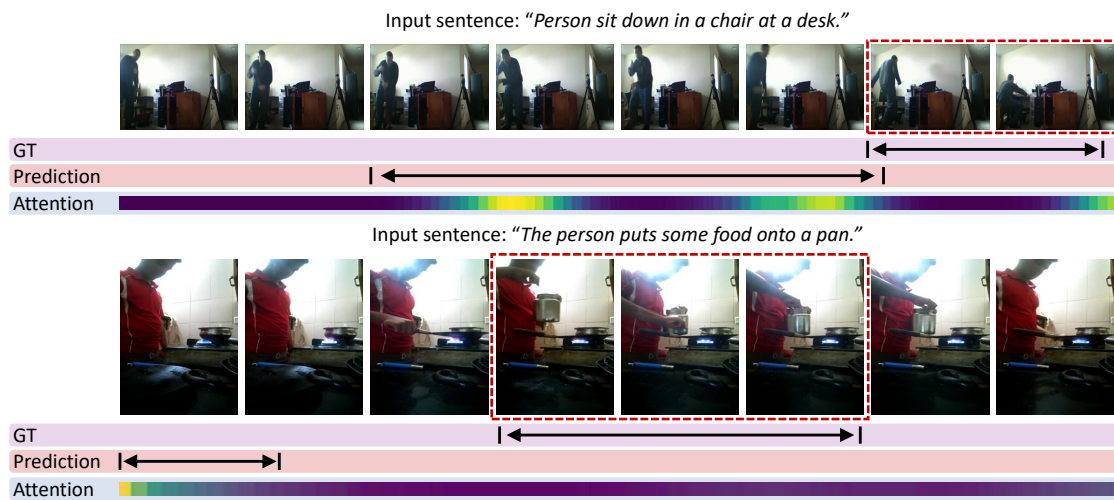 Input sentence: “Person sit down in a chair at a desk.”
GT
Prediction
Attention
Input sentence: “The person puts some food onto a pan.”
GT
Prediction
Attention